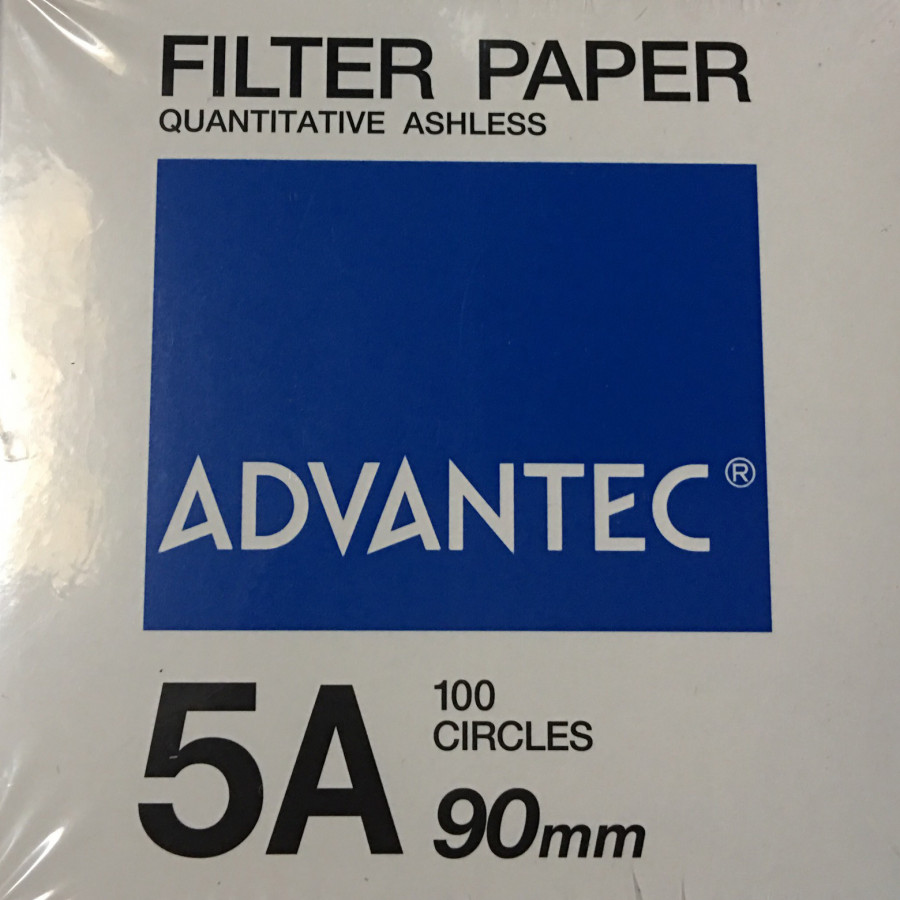 FILTER PAPER
QUANTITATIVE ASHLESS
ADVANTEC®
5A
100
CIRCLES
90mm